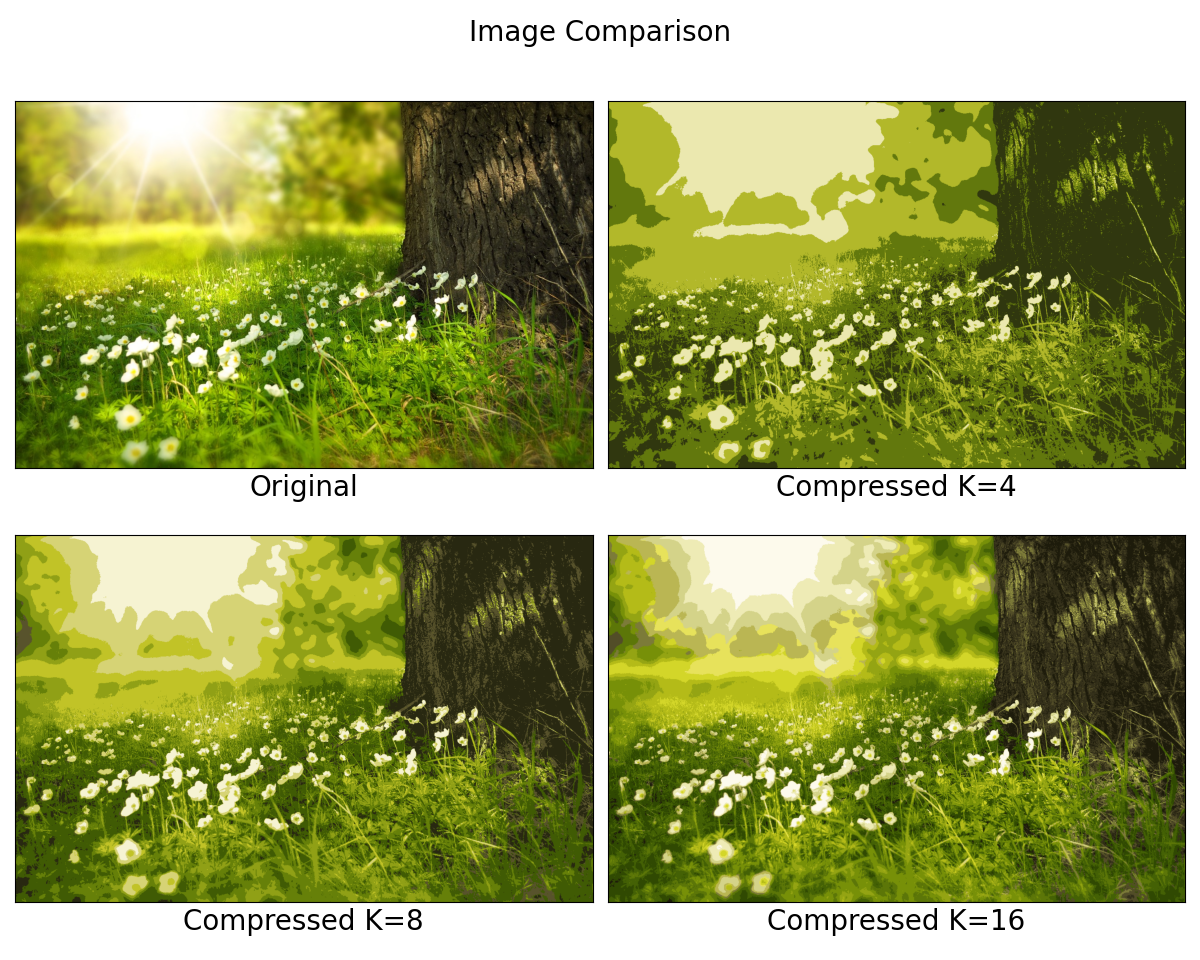 Image Comparison
Original
Compressed K=4
Compressed K=8
Compressed K=16